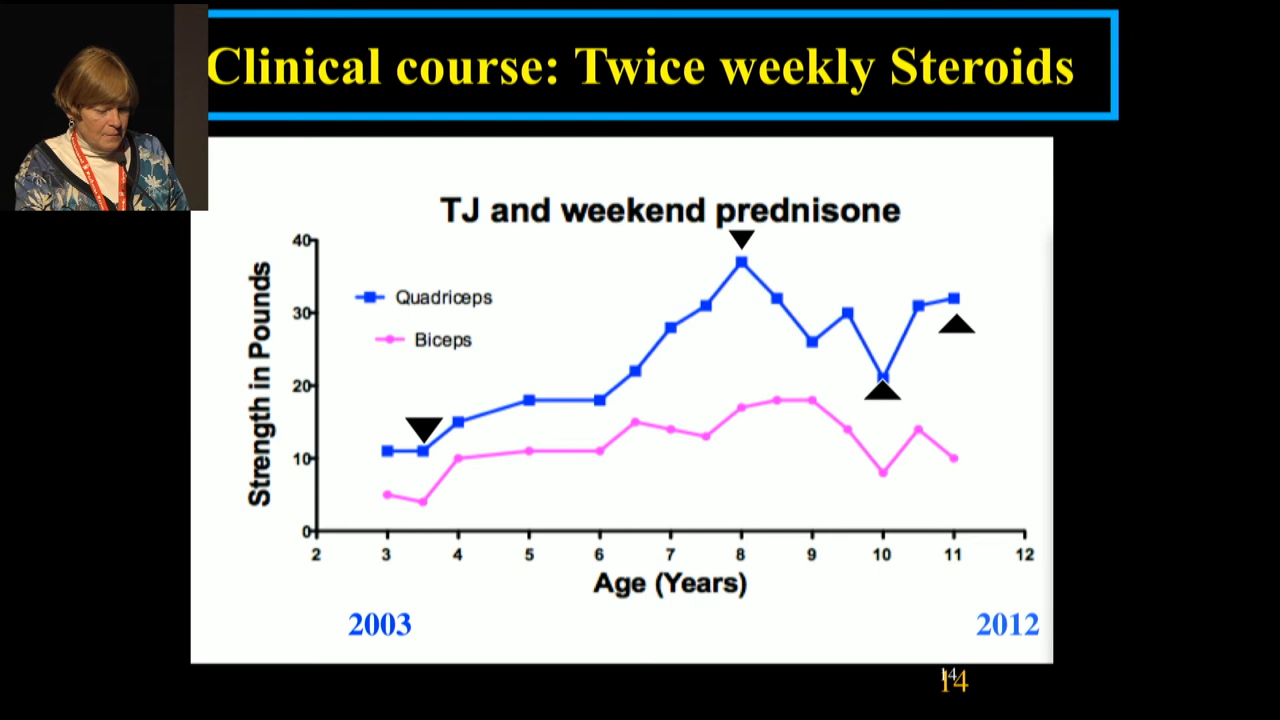 Clinical course: Twice weekly Steroids
TJ and weekend prednisone
Strength in Pounds
40
30
20
10
0
Quadriceps
Biceps
2 3 4 5 6 7 8 9 10 11 12
Age (Years)
2003 2012
14
14